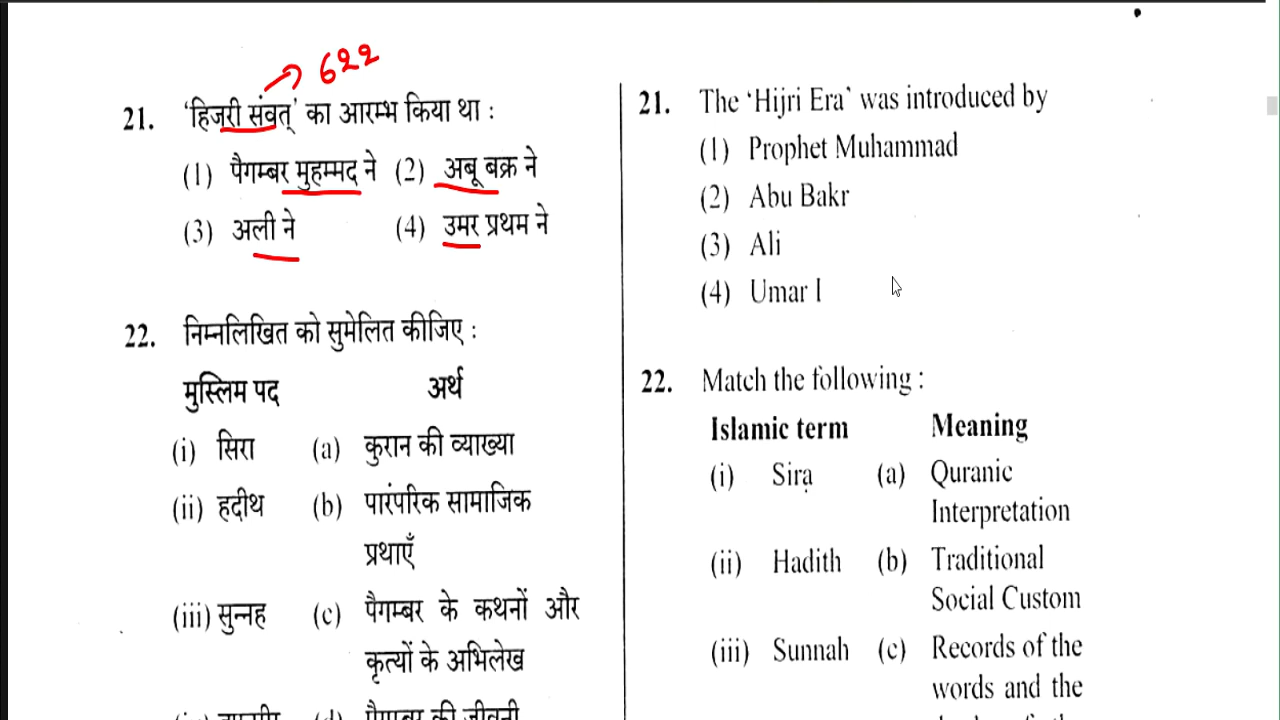 622
21. 'हिजरी संवत्' का आरम्भ किया था :
(1) पैगम्बर मुहम्मद ने (2) अबू बक्र ने
(3) अली ने (4) उमर प्रथम ने
22. निम्नलिखित को सुमेलित कीजिए :
मुस्लिम पद अर्थ
(i) सिरा (a) कुरान की व्याख्या
(ii) हदीथ (b) पारंपरिक सामाजिक
प्रथाएँ
(iii) सुन्नह (c) पैगम्बर के कथनों और
कृत्यों के अभिलेख
(d) पैगम्बर की जीवनी
21. The 'Hijri Era' was introduced by
(1) Prophet Muhammad
(2) Abu Bakr
(3) Ali
(4) Umar I
22. Match the following :
Islamic term Meaning
(i) Sira (a) Quranic
Interpretation
(ii) Hadith (b) Traditional
Social Custom
(iii) Sunnah (c) Records of the
words and the